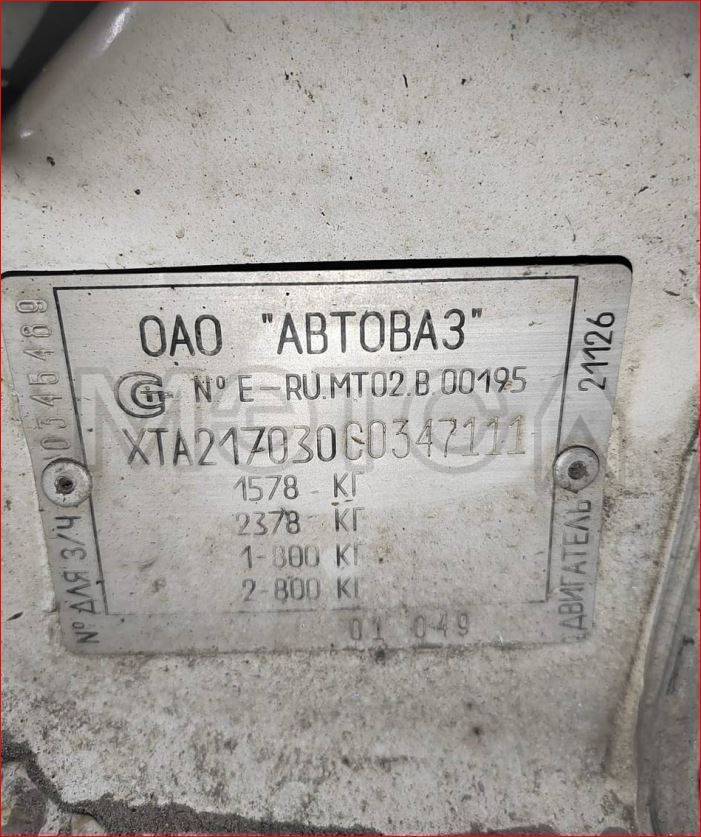 ОАО "АВТОВАЗ"
№ E-RU.MT02.B.00195
XTA217030C0347111
1578 КГ
2378 КГ
1-800 КГ
2-800 КГ
01 049
№ ДЛЯ З/Ч
0345489
ДВИГАТЕЛЬ
21126